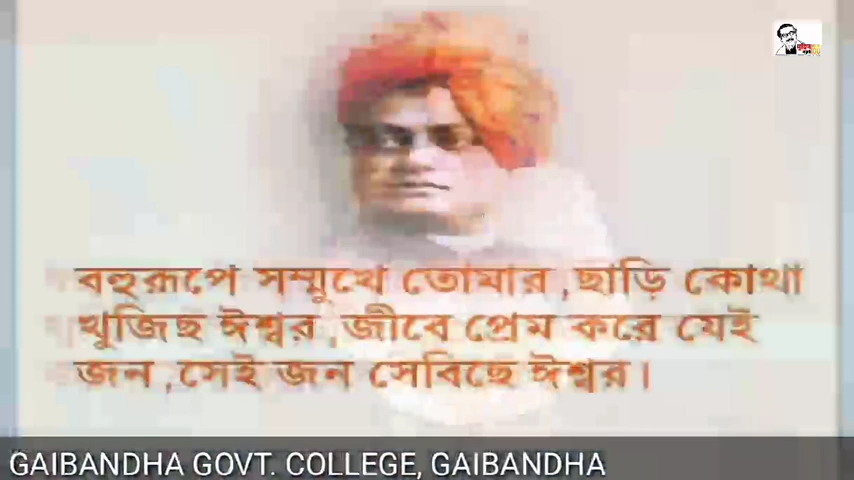 বহুরূপে সম্মুখে তোমার ,ছাড়ি কোথা
খুজিছ ঈশ্বর ,জীবে প্রেম করে যেই
জন ,সেই জন সেবিছে ঈশ্বর।
GAIBANDHA GOVT. COLLEGE, GAIBANDHA